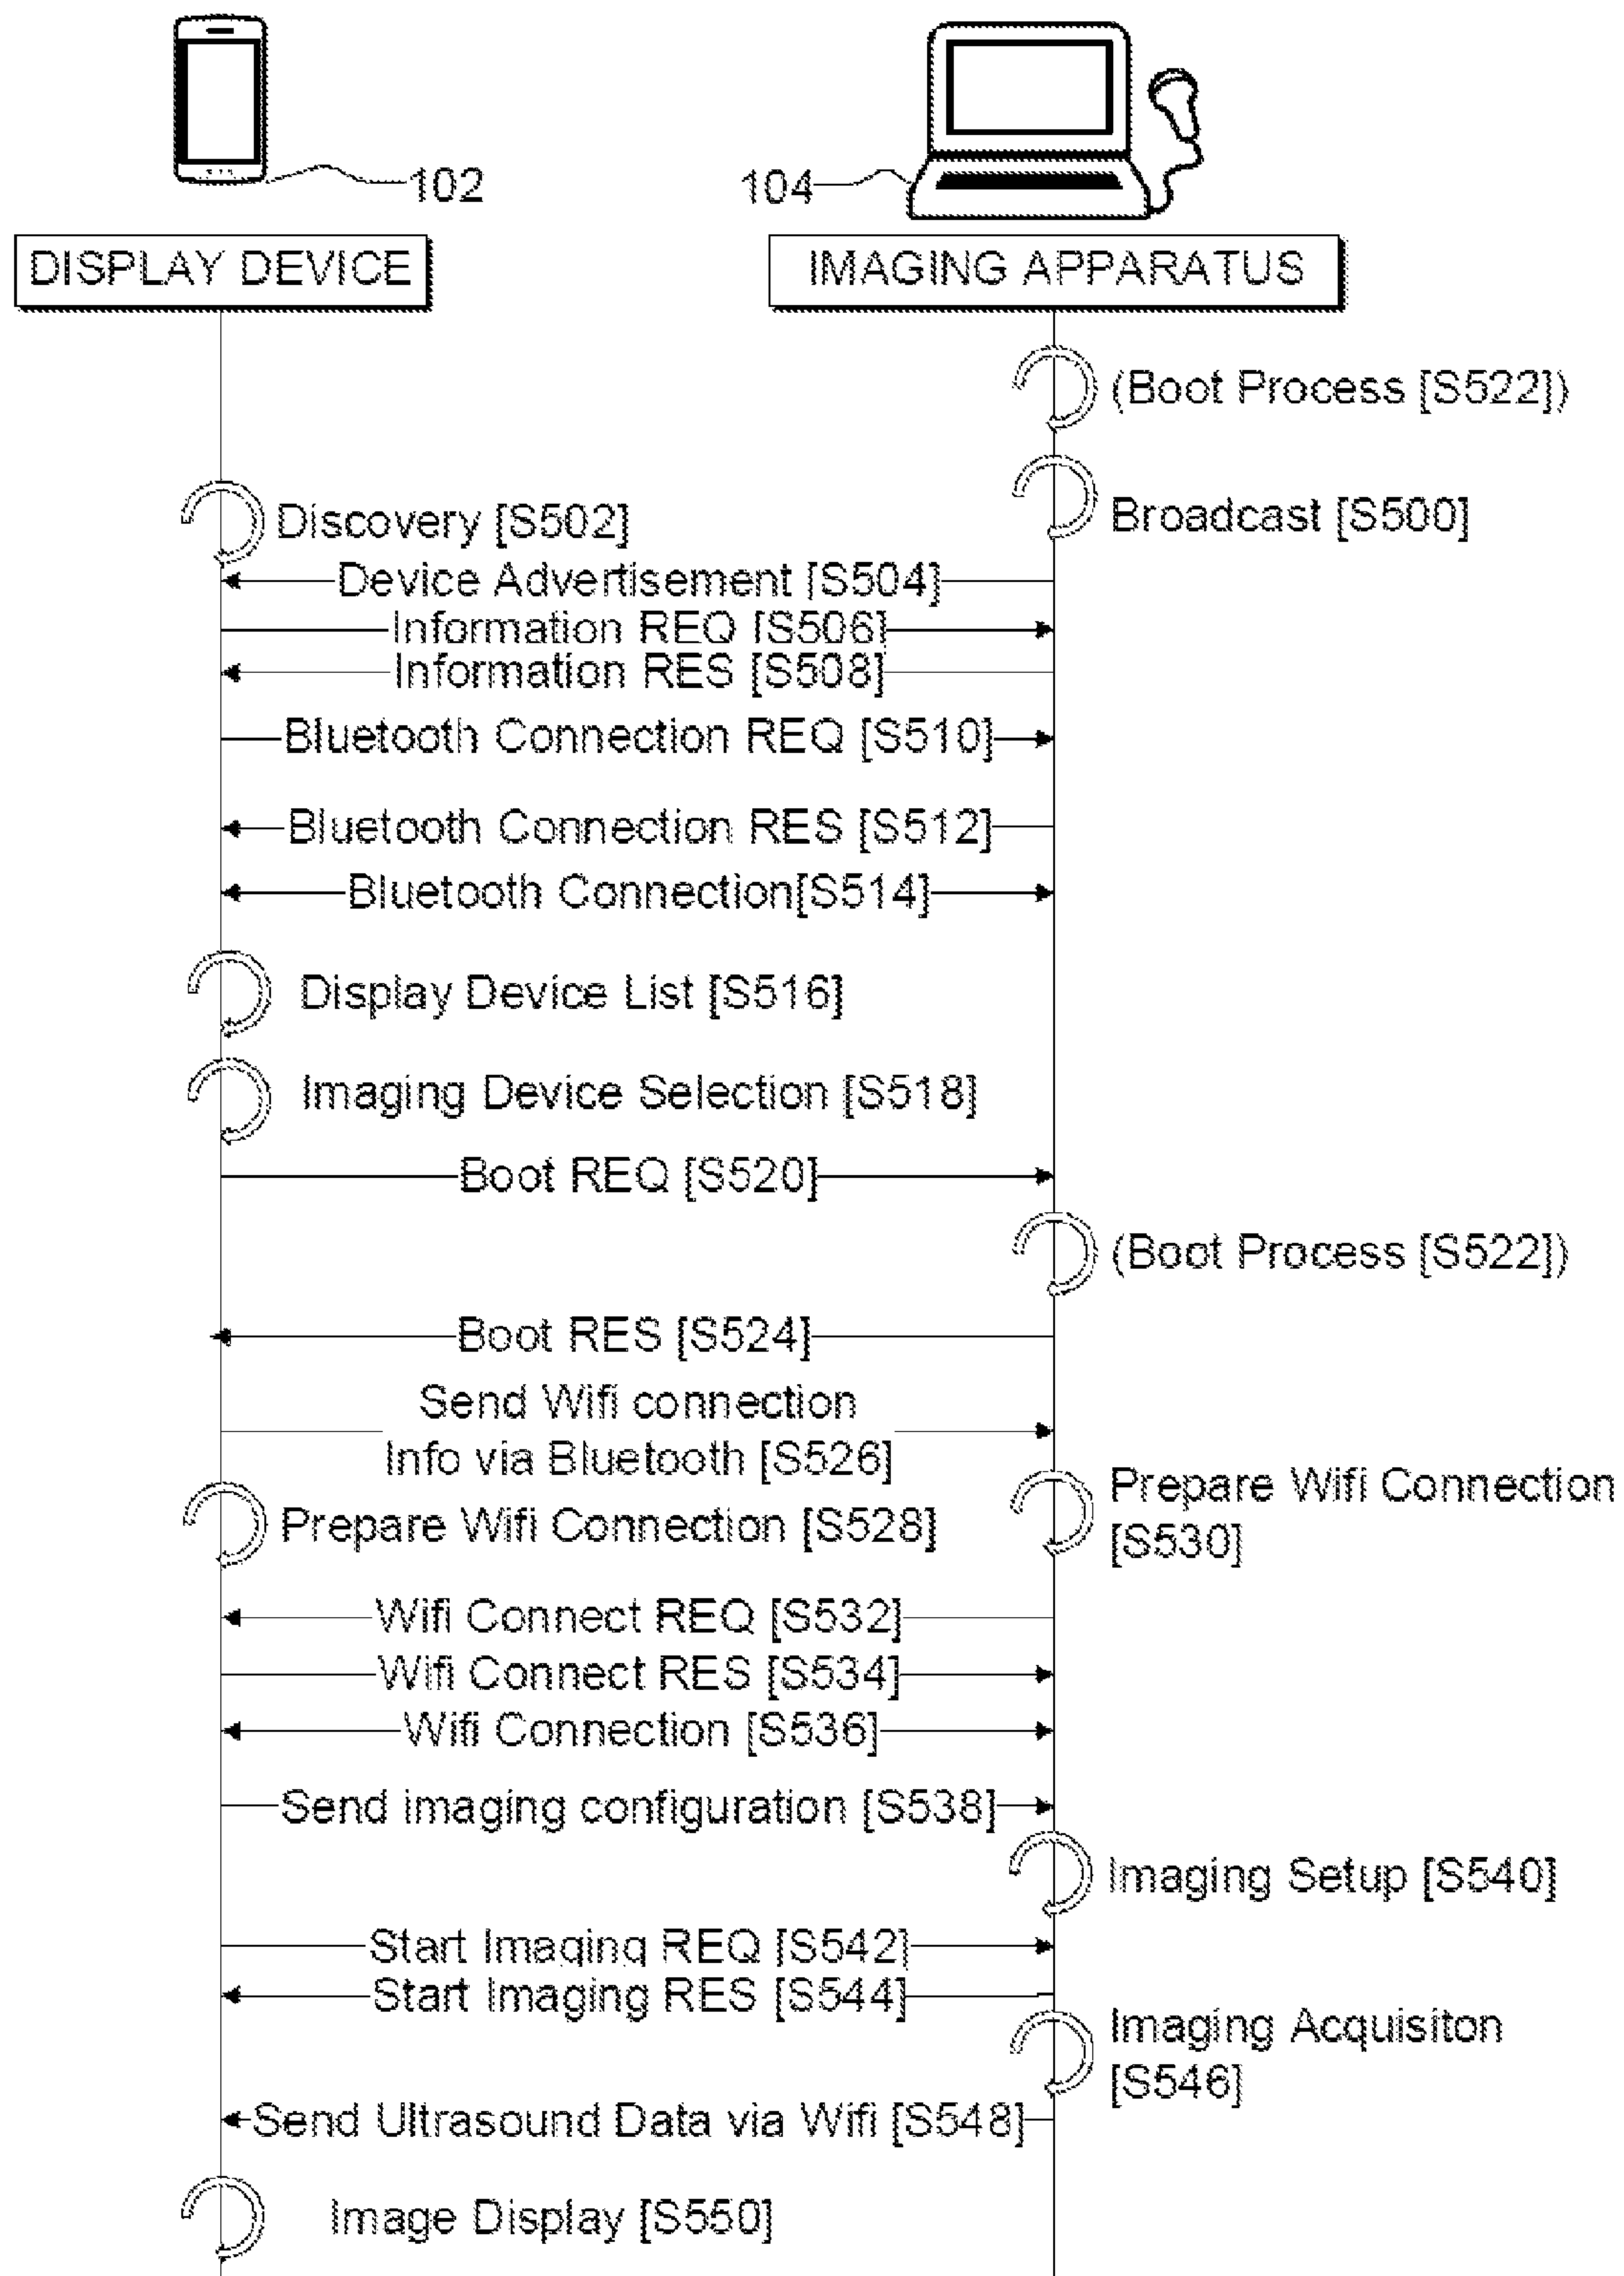 102
104
DISPLAY DEVICE
IMAGING APPARATUS
(Boot Process [S522])
Broadcast [S500]
Discovery [S502]
Device Advertisement [S504]
Information REQ [S506]
Information RES [S508]
Bluetooth Connection REQ [S510]
Bluetooth Connection RES [S512]
Bluetooth Connection[S514]
Display Device List [S516]
Imaging Device Selection [S518]
Boot REQ [S520]
(Boot Process [S522])
Boot RES [S524]
Send Wifi connection
Info via Bluetooth [S526]
Prepare Wifi Connection
[S530]
Prepare Wifi Connection [S528]
Wifi Connect REQ [S532]
Wifi Connect RES [S534]
Wifi Connection [S536]
Send imaging configuration [S538]
Imaging Setup [S540]
Start Imaging REQ [S542]
Start Imaging RES [S544]
Imaging Acquisiton
[S546]
Send Ultrasound Data via Wifi [S548]
Image Display [S550]